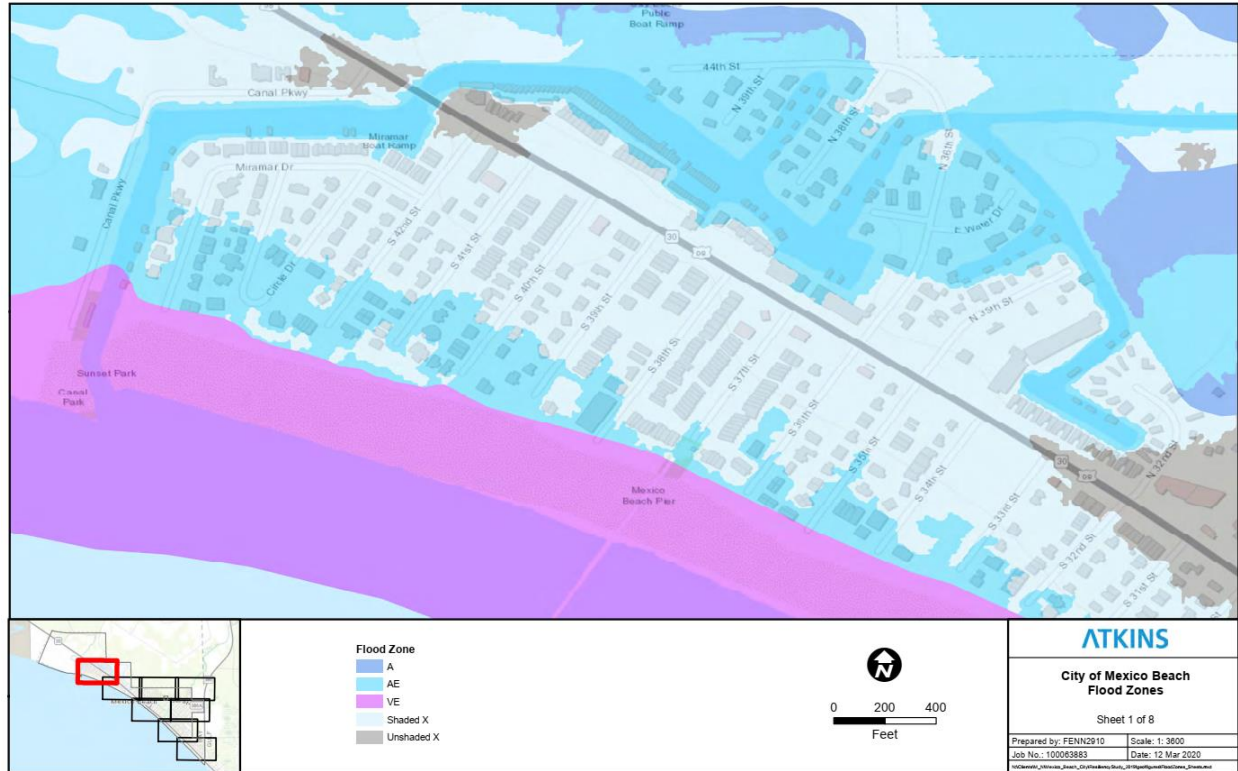 Public
Boat Ramp
44th St
N 39th St
N 38th St
N 36th St
Canal Pkwy
Miramar
Boat Ramp
Miramar Dr
Canal Pkwy
S 42nd St
S 41st St
S 40th St
S 39th St
Circle Dr
30
98
E Water Dr
N 35th St
S 38th St
S 37th St
S 36th St
S 35th St
S 34th St
S 33rd St
S 32nd St
S 31st St
N 32nd St
30
98
Sunset Park
Canal
Park
Mexico
Beach Pier
Flood Zone
A
AE
VE
Shaded X
Unshaded X
N
0 200 400
Feet
ATKINS
City of Mexico Beach
Flood Zones
Sheet 1 of 8
Prepared by: FENN2910
Scale: 1: 3600
Job No.: 100063883
Date: 12 Mar 2020